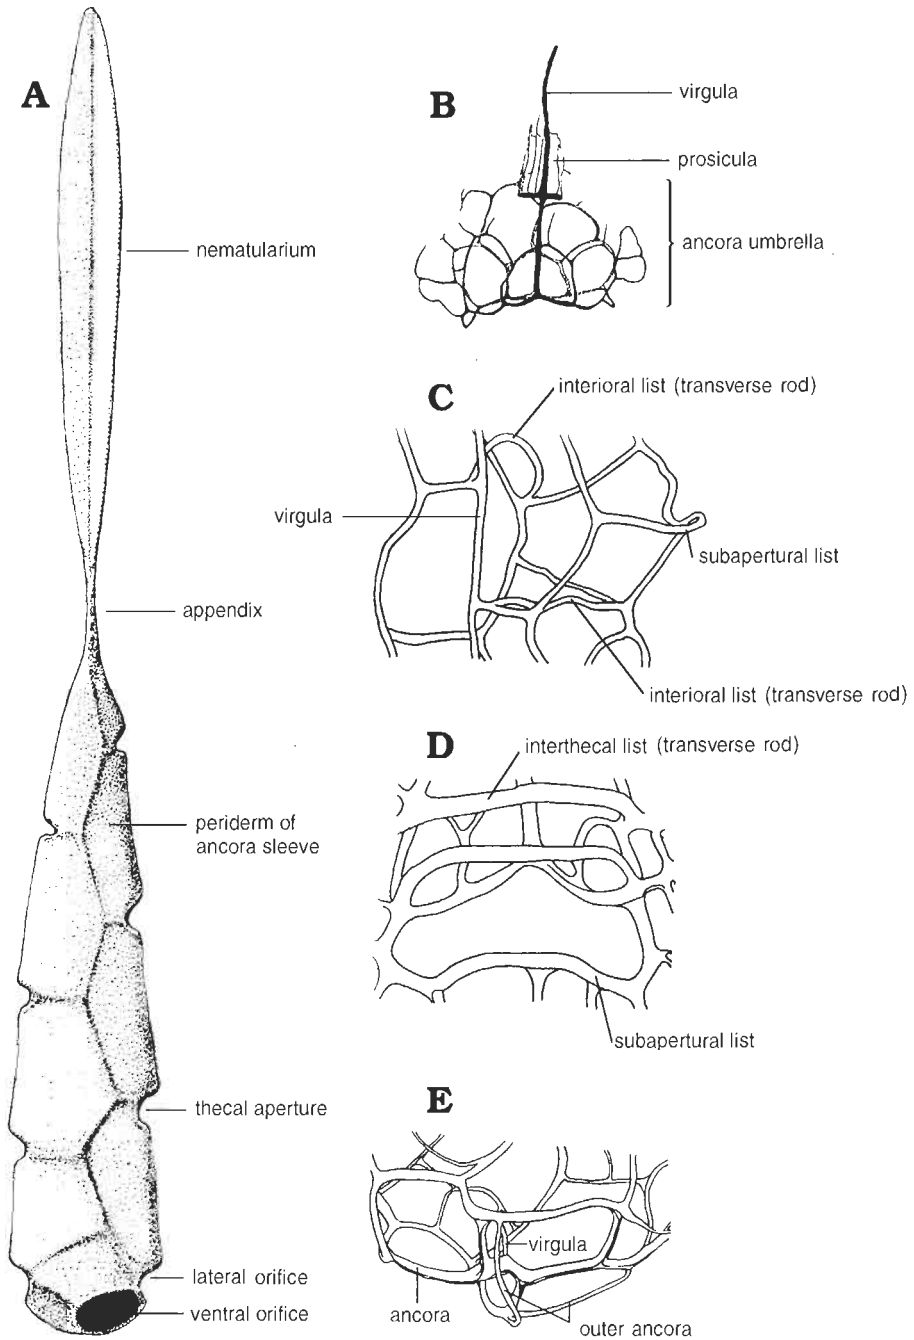 A
nematularium
appendix
periderm of
ancora sleeve
thecal aperture
lateral orifice
ventral orifice
B
virgula
prosicula
ancora umbrella
C
interioral list (transverse rod)
virgula
subapertural list
interioral list (transverse rod)
D
interthecal list (transverse rod)
subapertural list
E
virgula
ancora
outer ancora